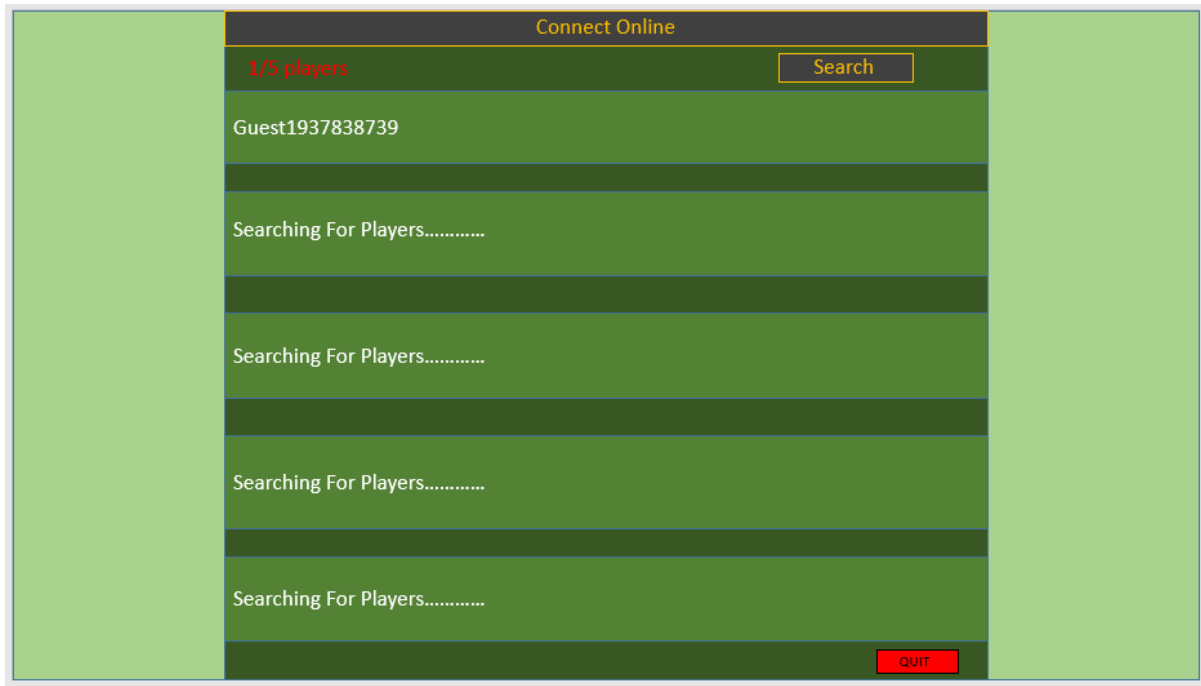 Connect Online
1/5 players
Search
Guest1937838739
Searching For Players............
Searching For Players............
Searching For Players............
Searching For Players............
QUIT